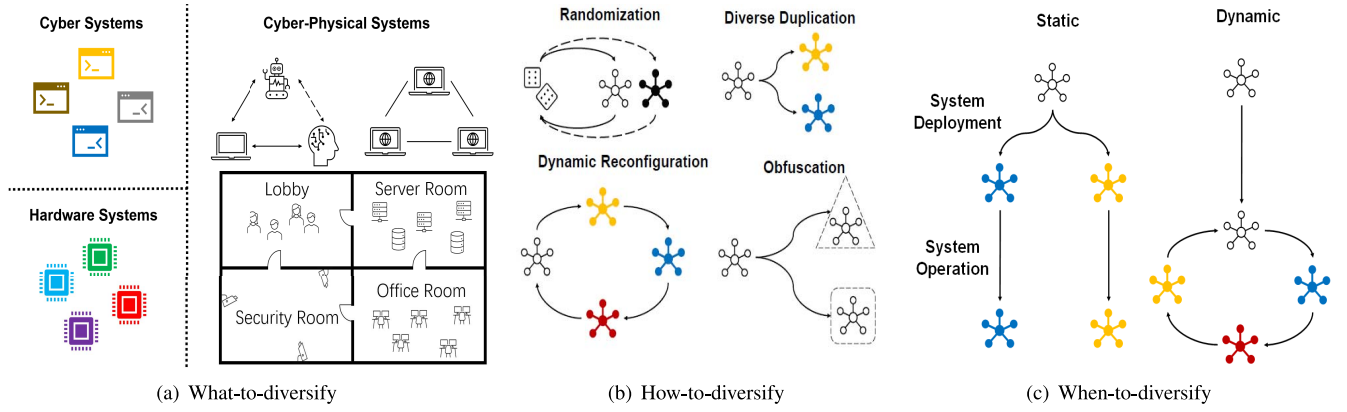 Cyber Systems
Cyber-Physical Systems
Hardware Systems
Lobby
Server Room
Security Room
Office Room
(a) What-to-diversify
Randomization
Diverse Duplication
Dynamic Reconfiguration
Obfuscation
(b) How-to-diversify
Static
Dynamic
System
Deployment
System
Operation
(c) When-to-diversify